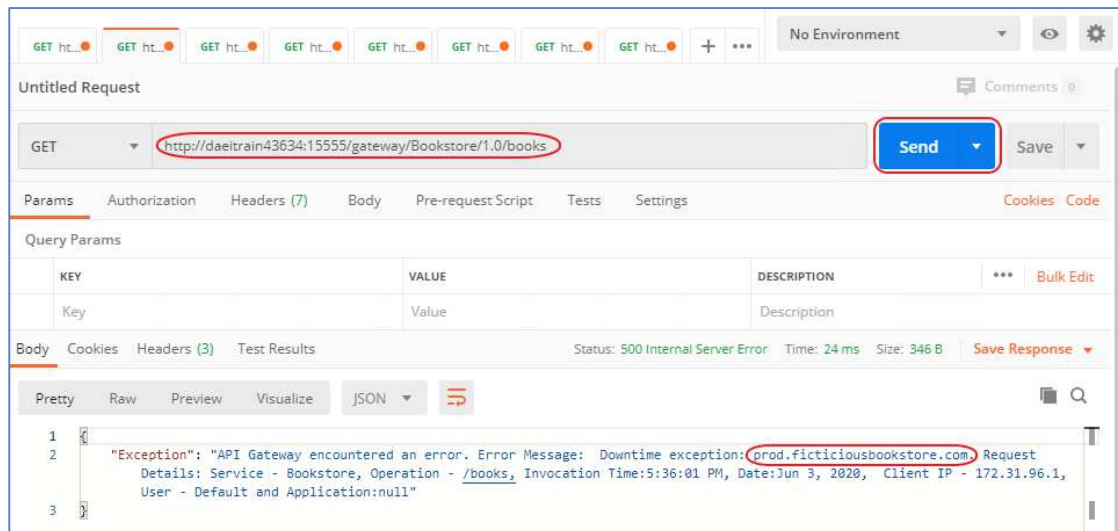 GET ht... GET ht... GET ht... GET ht... GET ht... GET ht... GET ht... GET ht... + ••• No Environment
Untitled Request Comments 0
GET http://daeitrain43634:15555/gateway/Bookstore/1.0/books Send Save
Params Authorization Headers (7) Body Pre-request Script Tests Settings Cookies Code
Query Params
KEY VALUE DESCRIPTION ••• Bulk Edit
Key Value Description
Body Cookies Headers (3) Test Results Status: 500 Internal Server Error Time: 24 ms Size: 346 B Save Response
Pretty Raw Preview Visualize JSON
1 {
2 "Exception": "API Gateway encountered an error. Error Message: Downtime exception: prod.ficticiousbookstore.com. Request
Details: Service - Bookstore, Operation - /books, Invocation Time:5:36:01 PM, Date:Jun 3, 2020, Client IP - 172.31.96.1,
User - Default and Application:null"
3 }